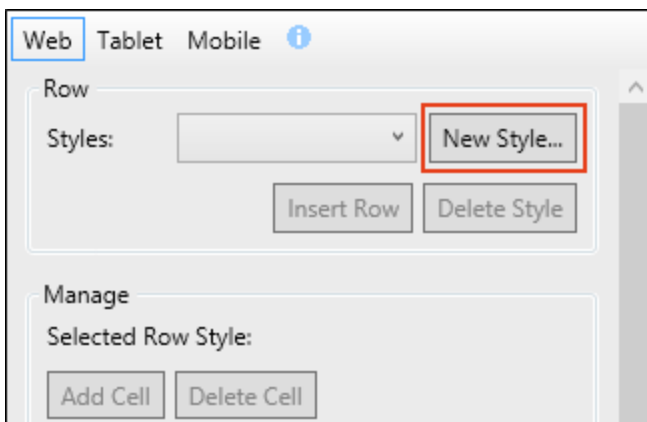 Web Tablet Mobile
Row
Styles: New Style...
Insert Row Delete Style
Manage
Selected Row Style:
Add Cell Delete Cell